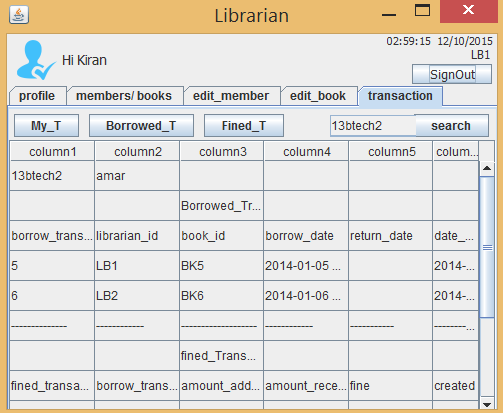 Librarian
02:59:15 12/10/2015
LB1
Hi Kiran
SignOut
profile members/ books edit_member edit_book transaction
My_T Borrowed_T Fined_T 13btech2 search
column1 column2 column3 column4 column5 colum...
13btech2 amar
Borrowed_Tr...
borrow_trans... librarian_id book_id borrow_date return_date date_...
5 LB1 BK5 2014-01-05 ... 2014-...
6 LB2 BK6 2014-01-06 ... 2014-...
-------------- ------------ ------------------ ------------- ----------- --------...
fined_Trans...
fined_transa... borrow_trans... amount_add... amount_rece... fine created